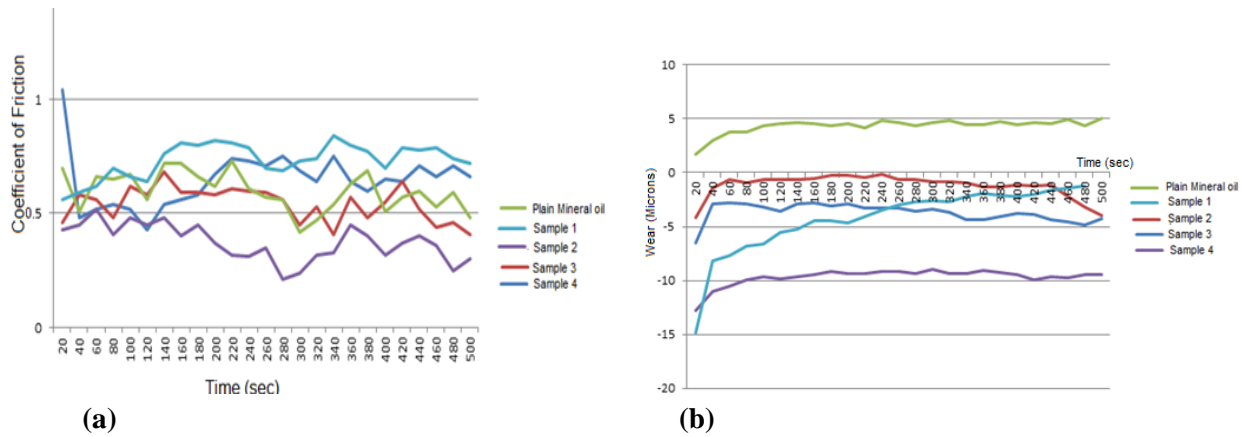 Coefficient of Friction
1
0.5
0
20 40 60 80 100 120 140 160 180 200 220 240 260 280 300 320 340 360 380 400 420 440 460 480 500
Time (sec)
Plain Mineral oil
Sample 1
Sample 2
Sample 3
Sample 4
(a)
Wear (Microns)
10
5
0
-5
-10
-15
-20
Time (sec)
20 40 60 80 100 120 140 160 180 200 220 240 260 280 300 320 340 360 380 400 420 440 460 480 500
Plain Mineral oil
Sample 1
Sample 2
Sample 3
Sample 4
(b)